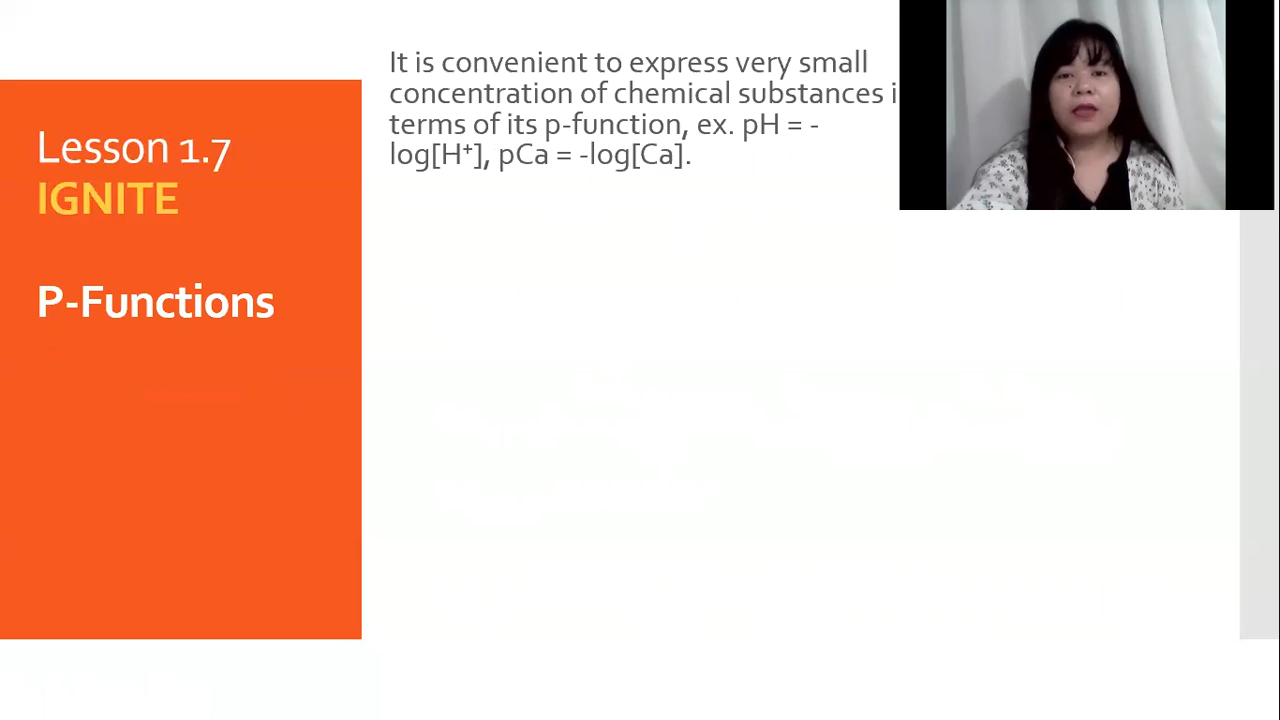 Lesson 1.7
IGNITE
P-Functions
It is convenient to express very small
concentration of chemical substances i
terms of its p-function, ex. pH = -
log[H⁺], pCa = -log[Ca].